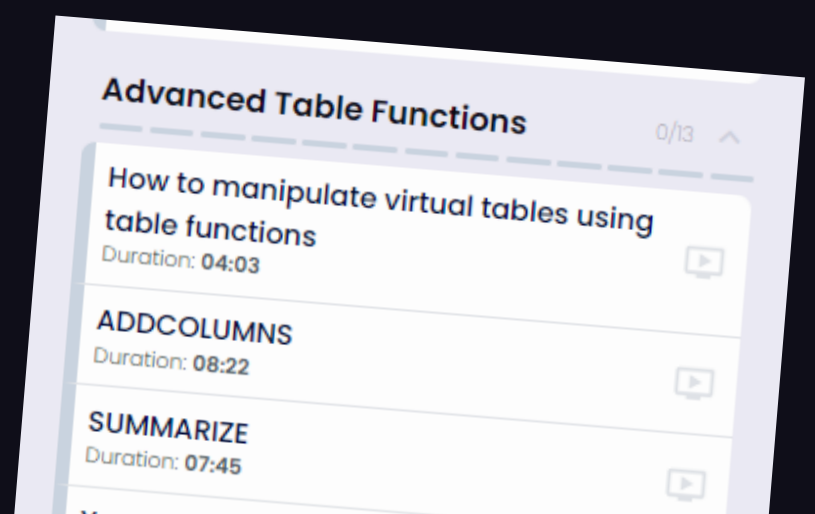 Advanced Table Functions
0/13
How to manipulate virtual tables using
table functions
Duration: 04:03
ADDCOLUMNS
Duration: 08:22
SUMMARIZE
Duration: 07:45